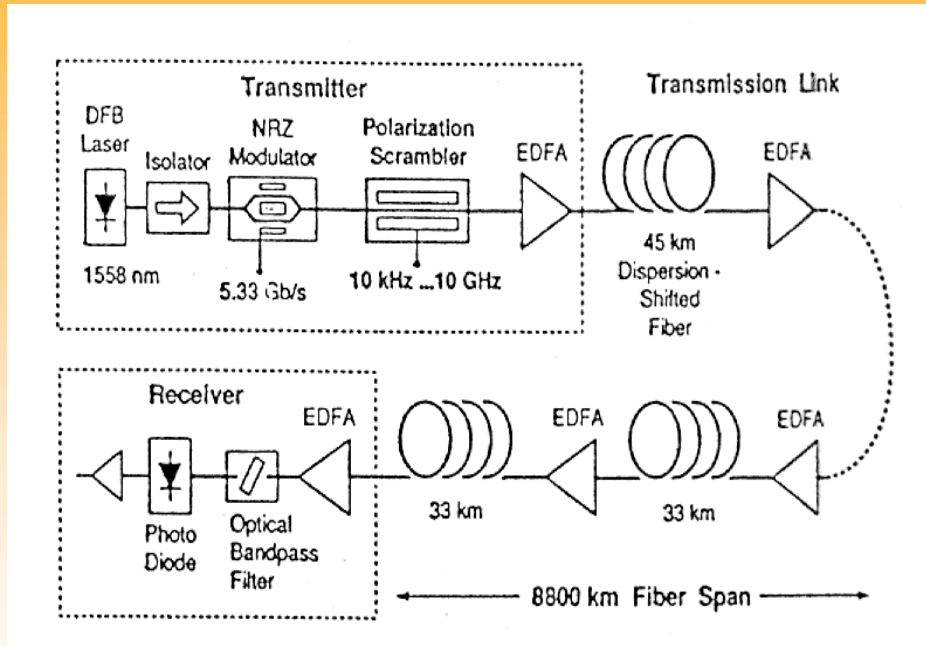 Transmitter
Transmission Link
DFB
Laser
Isolator
NRZ
Modulator
Polarization
Scrambler
EDFA
EDFA
1558 nm
5.33 Gb/s
10 kHz ...10 GHz
45 km
Dispersion -
Shifted
Fiber
Receiver
EDFA
EDFA
EDFA
Photo
Diode
Optical
Bandpass
Filter
33 km
33 km
8800 km Fiber Span